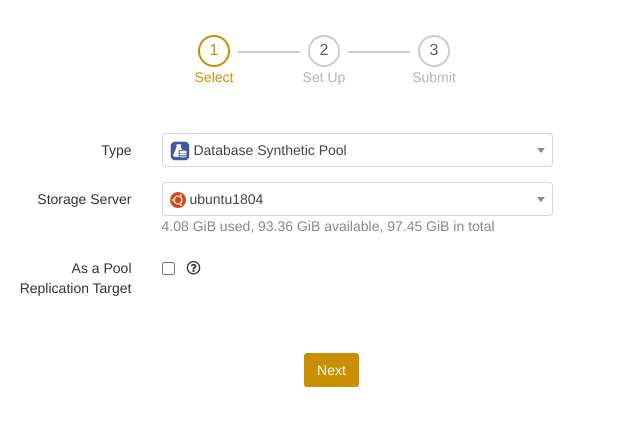 1 2 3
Select Set Up Submit
Type Database Synthetic Pool
Storage Server ubuntu1804
4.08 GiB used, 93.36 GiB available, 97.45 GiB in total
As a Pool
Replication Target
Next